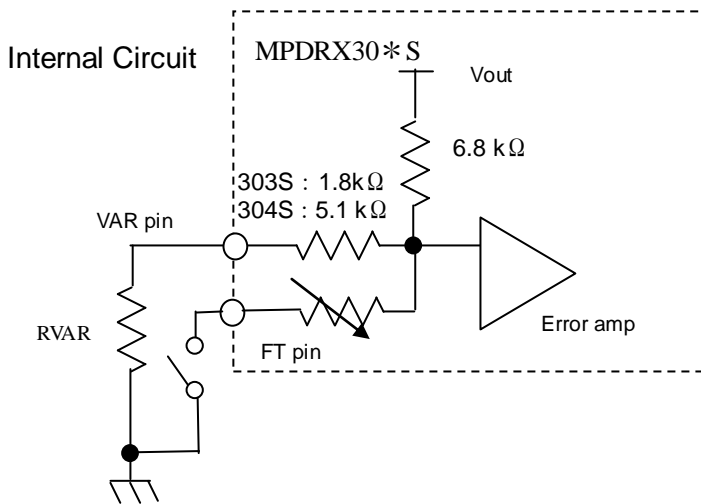 Internal Circuit
MPDRX30＊S
Vout
6.8 kΩ
303S : 1.8kΩ
304S : 5.1 kΩ
VAR pin
RVAR
FT pin
Error amp